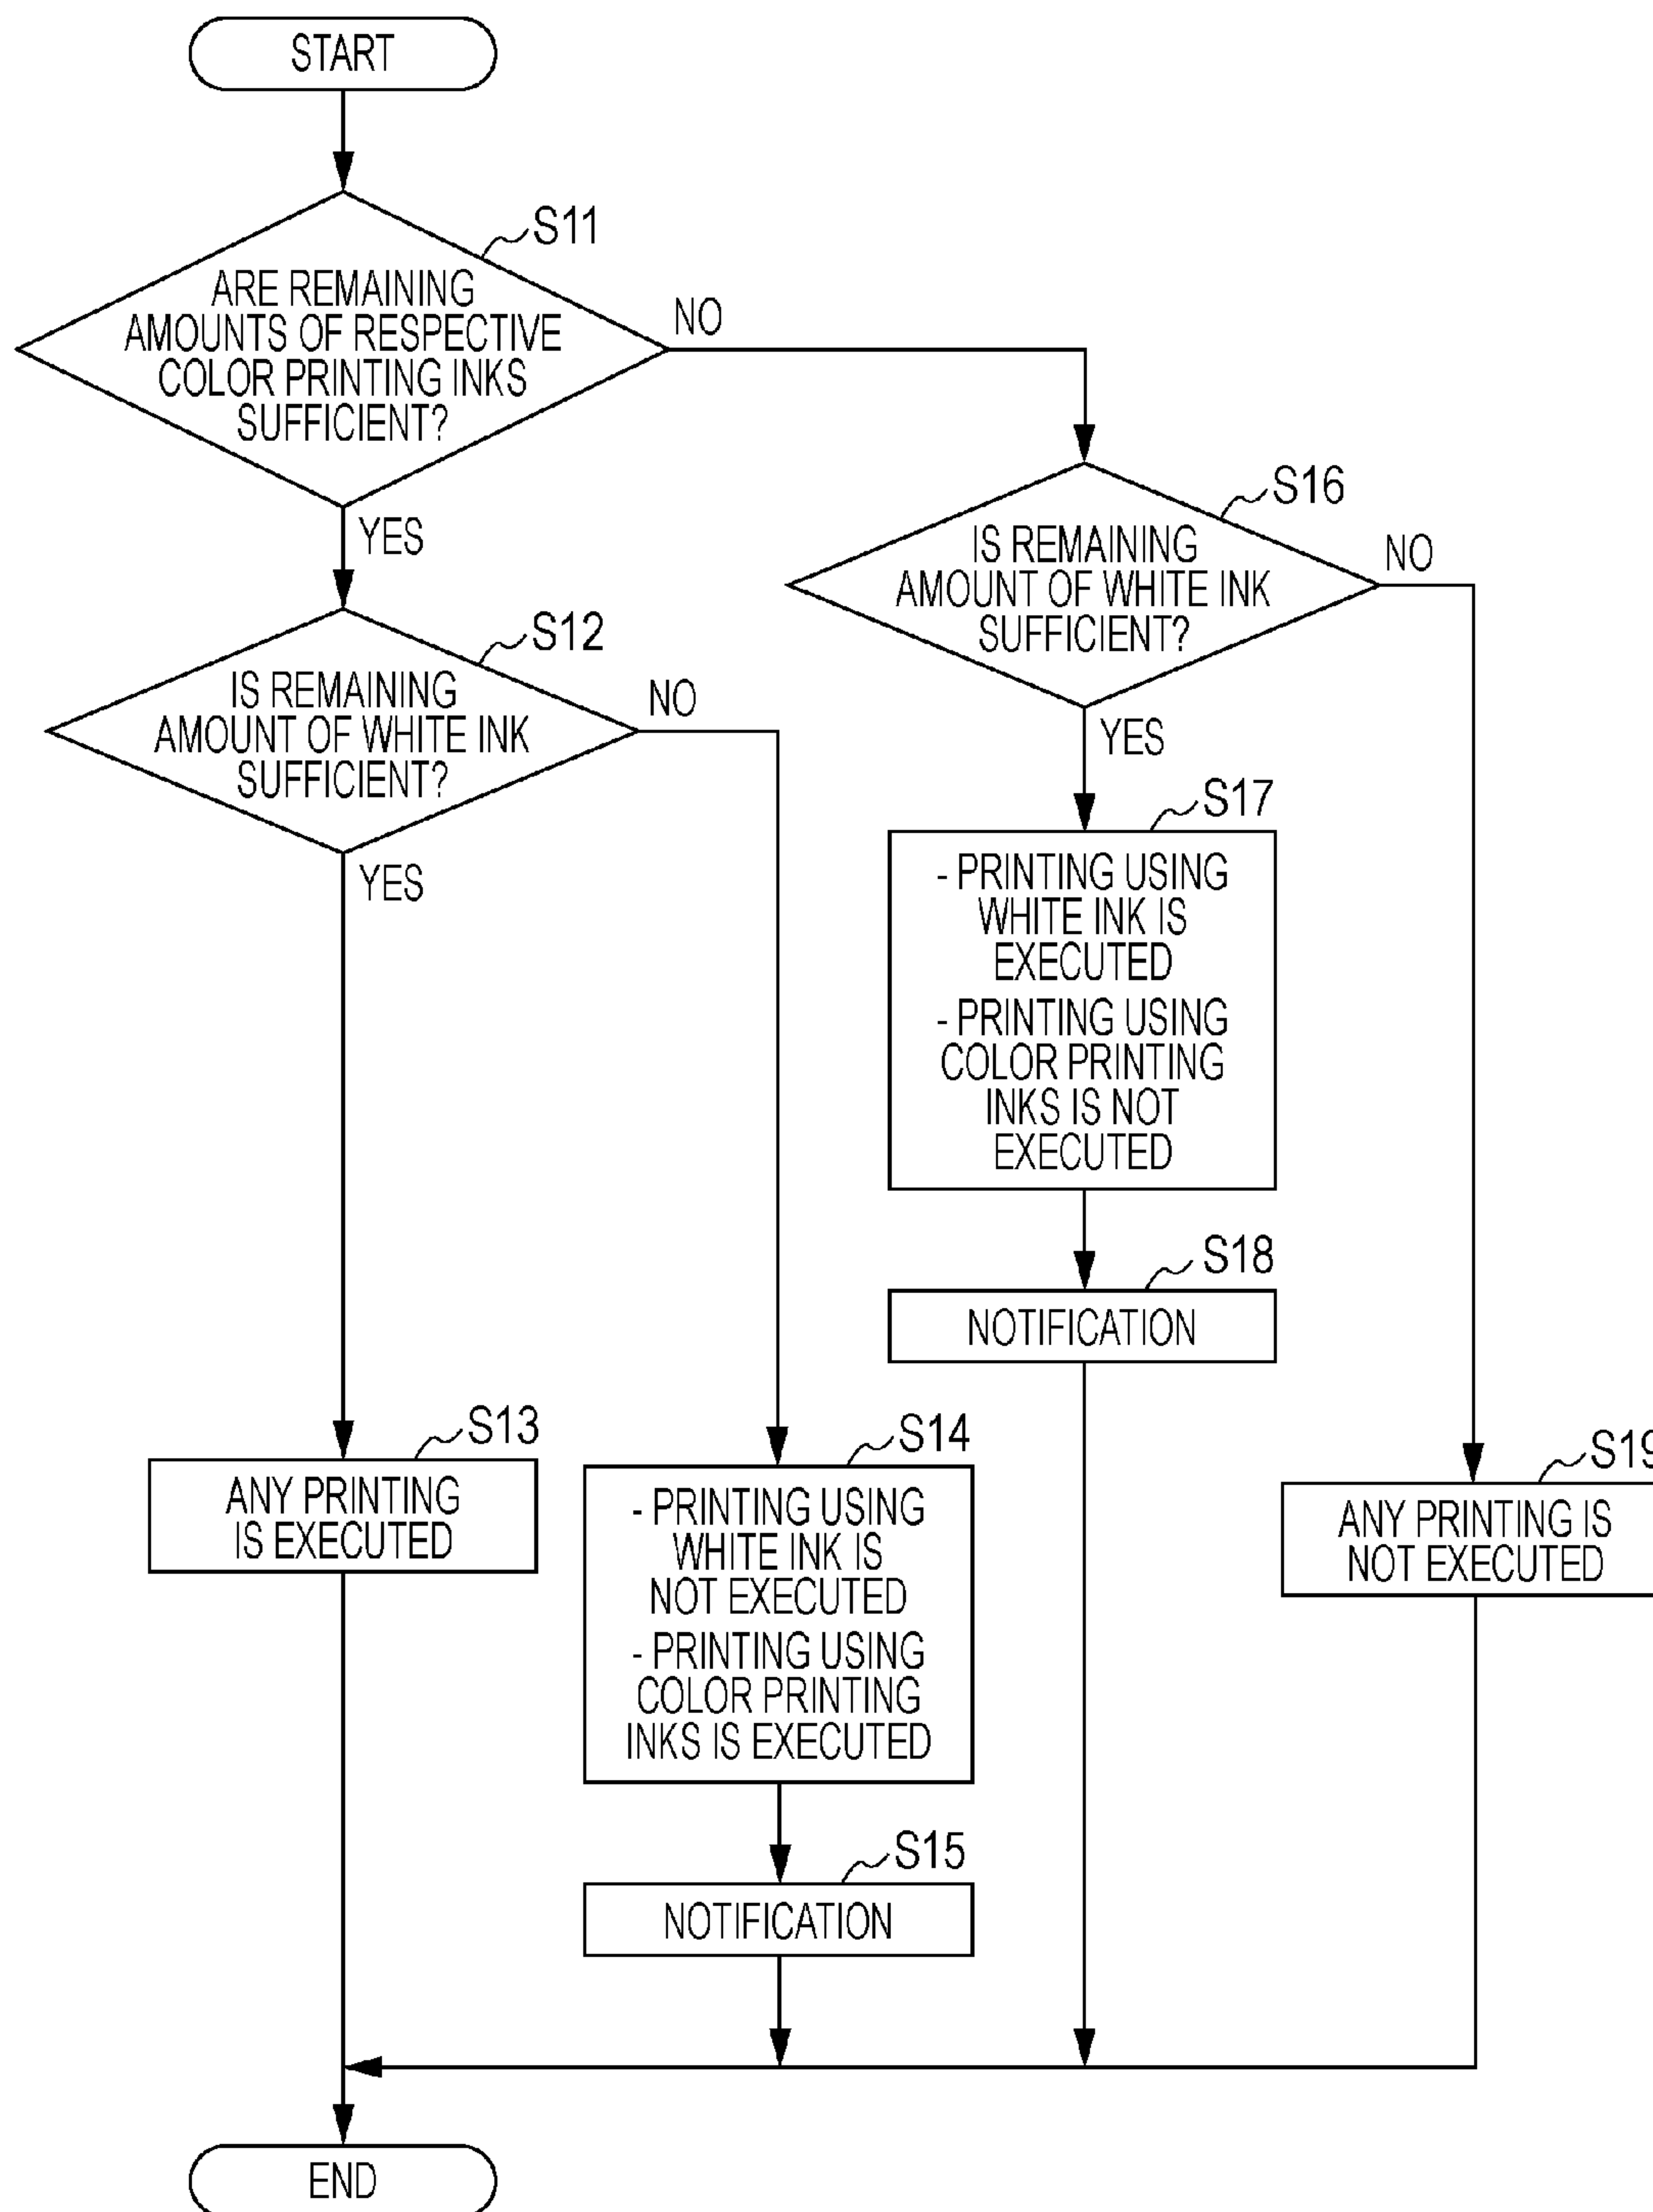 START
S11
ARE REMAINING
AMOUNTS OF RESPECTIVE
COLOR PRINTING INKS
SUFFICIENT?
NO
YES
S16
IS REMAINING
AMOUNT OF WHITE INK
SUFFICIENT?
NO
YES
S12
IS REMAINING
AMOUNT OF WHITE INK
SUFFICIENT?
NO
YES
S17
- PRINTING USING
WHITE INK IS
EXECUTED
- PRINTING USING
COLOR PRINTING
INKS IS NOT
EXECUTED
S18
NOTIFICATION
S13
ANY PRINTING
IS EXECUTED
S14
- PRINTING USING
WHITE INK IS
NOT EXECUTED
- PRINTING USING
COLOR PRINTING
INKS IS EXECUTED
S19
ANY PRINTING IS
NOT EXECUTED
S15
NOTIFICATION
END